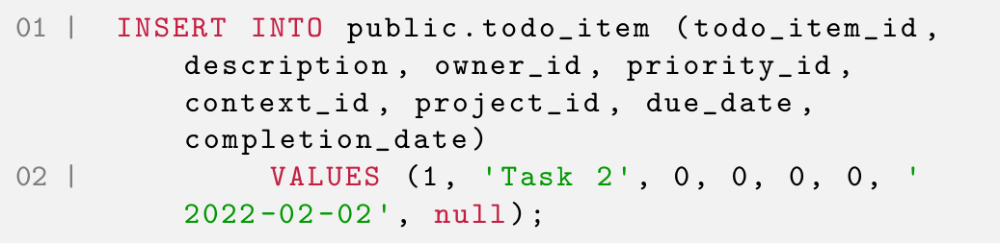 01 | INSERT INTO public.todo_item (todo_item_id,
description, owner_id, priority_id,
context_id, project_id, due_date,
completion_date)
02 | VALUES (1, 'Task 2', 0, 0, 0, 0, '
2022-02-02', null);